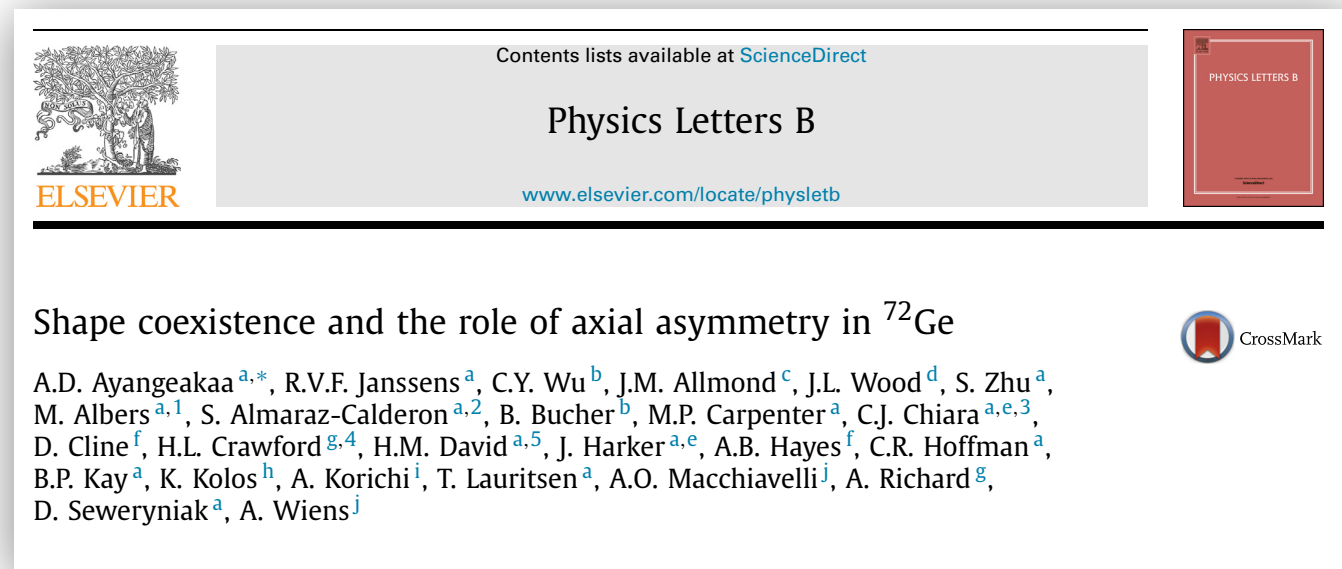 Contents lists available at ScienceDirect
Physics Letters B
www.elsevier.com/locate/physletb
NON SOLUS
ELSEVIER
PHYSICS LETTERS B
Shape coexistence and the role of axial asymmetry in ⁷²Ge
CrossMark
A.D. Ayangeakaa a,*, R.V.F. Janssens a, C.Y. Wu b, J.M. Allmond c, J.L. Wood d, S. Zhu a,
M. Albers a,1, S. Almaraz-Calderon a,2, B. Bucher b, M.P. Carpenter a, C.J. Chiara a,e,3,
D. Cline f, H.L. Crawford g,4, H.M. David a,5, J. Harker a,e, A.B. Hayes f, C.R. Hoffman a,
B.P. Kay a, K. Kolos h, A. Korichi i, T. Lauritsen a, A.O. Macchiavelli j, A. Richard g,
D. Seweryniak a, A. Wiens j